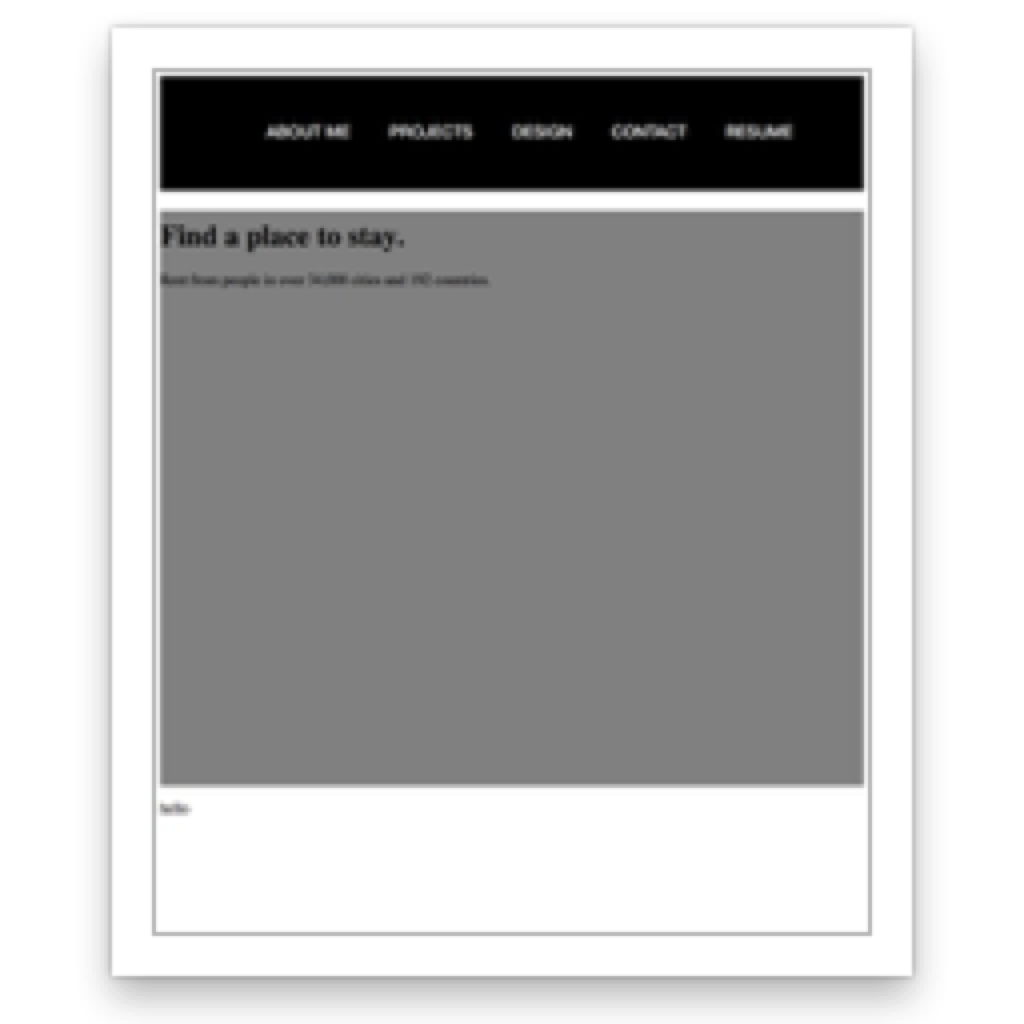 ABOUT ME PROJECTS DESIGN CONTACT RESUME
Find a place to stay.
Rent from people in over 34,000 cities and 192 countries.
hello